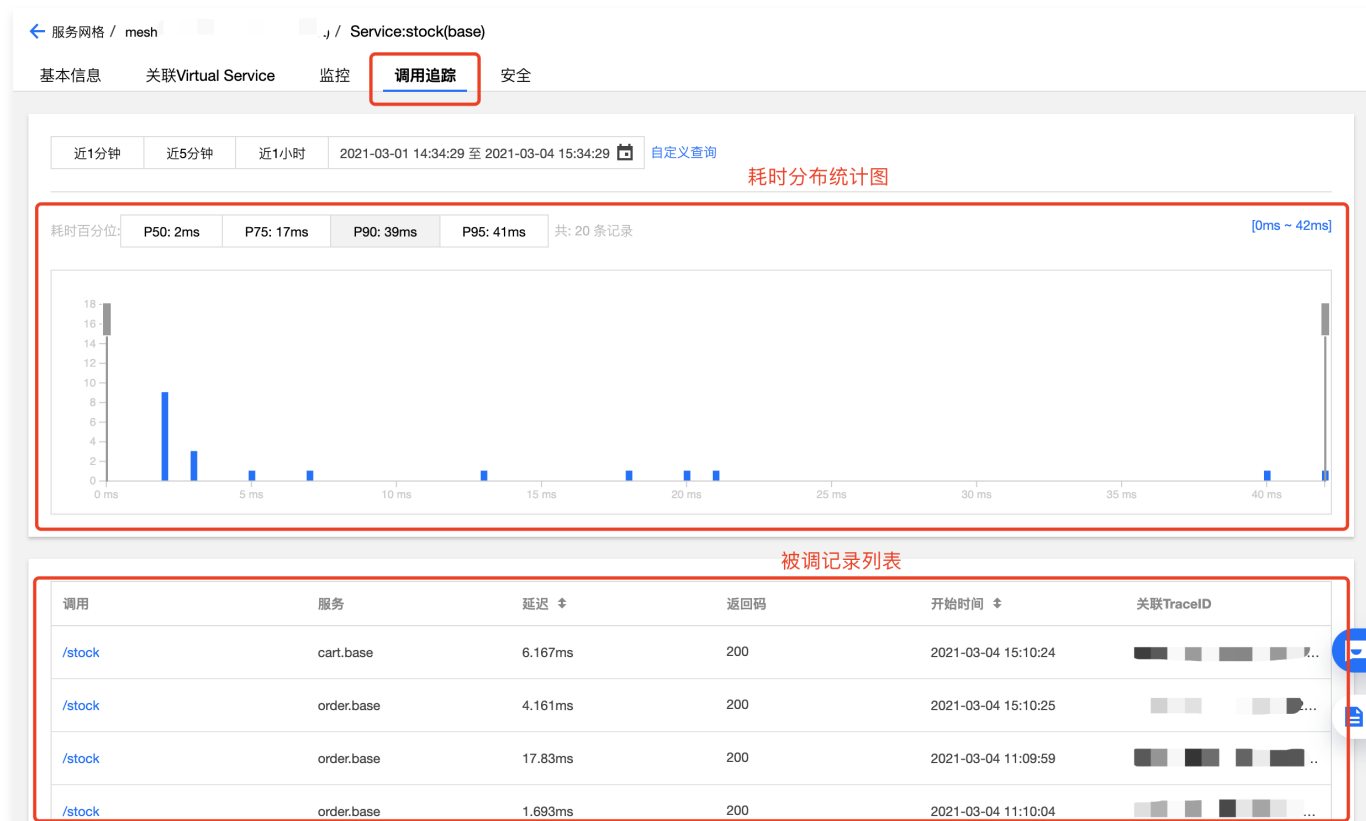 服务网格 / mesh .) / Service:stock(base)
基本信息 关联Virtual Service 监控 调用追踪 安全
近1分钟 近5分钟 近1小时 2021-03-01 14:34:29 至 2021-03-04 15:34:29 自定义查询
耗时分布统计图
耗时百分位: P50: 2ms P75: 17ms P90: 39ms P95: 41ms 共: 20 条记录 [0ms ~ 42ms]
18
16
14
12
10
8
6
4
2
0
0 ms 5 ms 10 ms 15 ms 20 ms 25 ms 30 ms 35 ms 40 ms
被调记录列表
调用 服务 延迟 返回码 开始时间 关联TraceID
/stock cart.base 6.167ms 200 2021-03-04 15:10:24 ...
/stock order.base 4.161ms 200 2021-03-04 15:10:25 ...
/stock order.base 17.83ms 200 2021-03-04 11:09:59 ..
/stock order.base 1.693ms 200 2021-03-04 11:10:04 ...